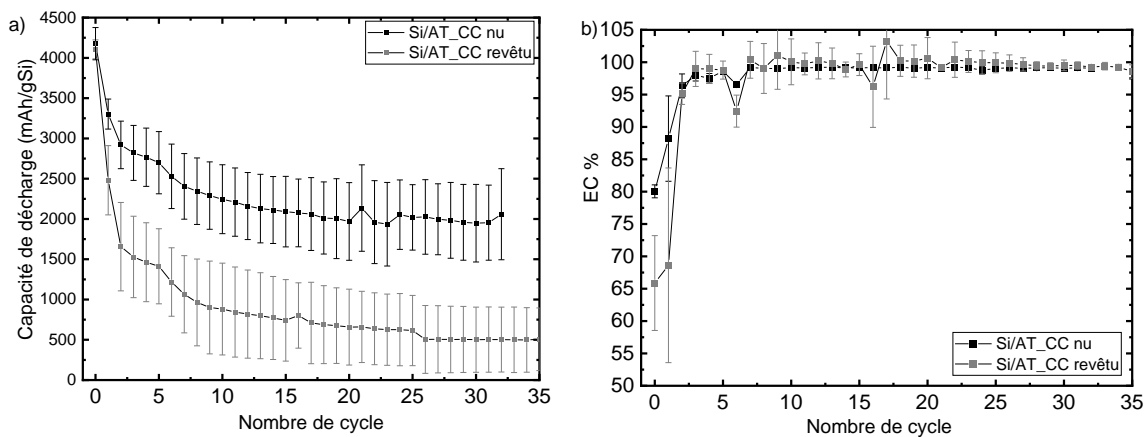 a)
4500
4000
3500
3000
2500
2000
1500
1000
500
0
Capacité de décharge (mAh/gSi)
Si/AT_CC nu
Si/AT_CC revêtu
0 5 10 15 20 25 30 35
Nombre de cycle
b)
105
100
95
90
85
80
75
70
65
60
55
50
EC %
Si/AT_CC nu
Si/AT_CC revêtu
0 5 10 15 20 25 30 35
Nombre de cycle